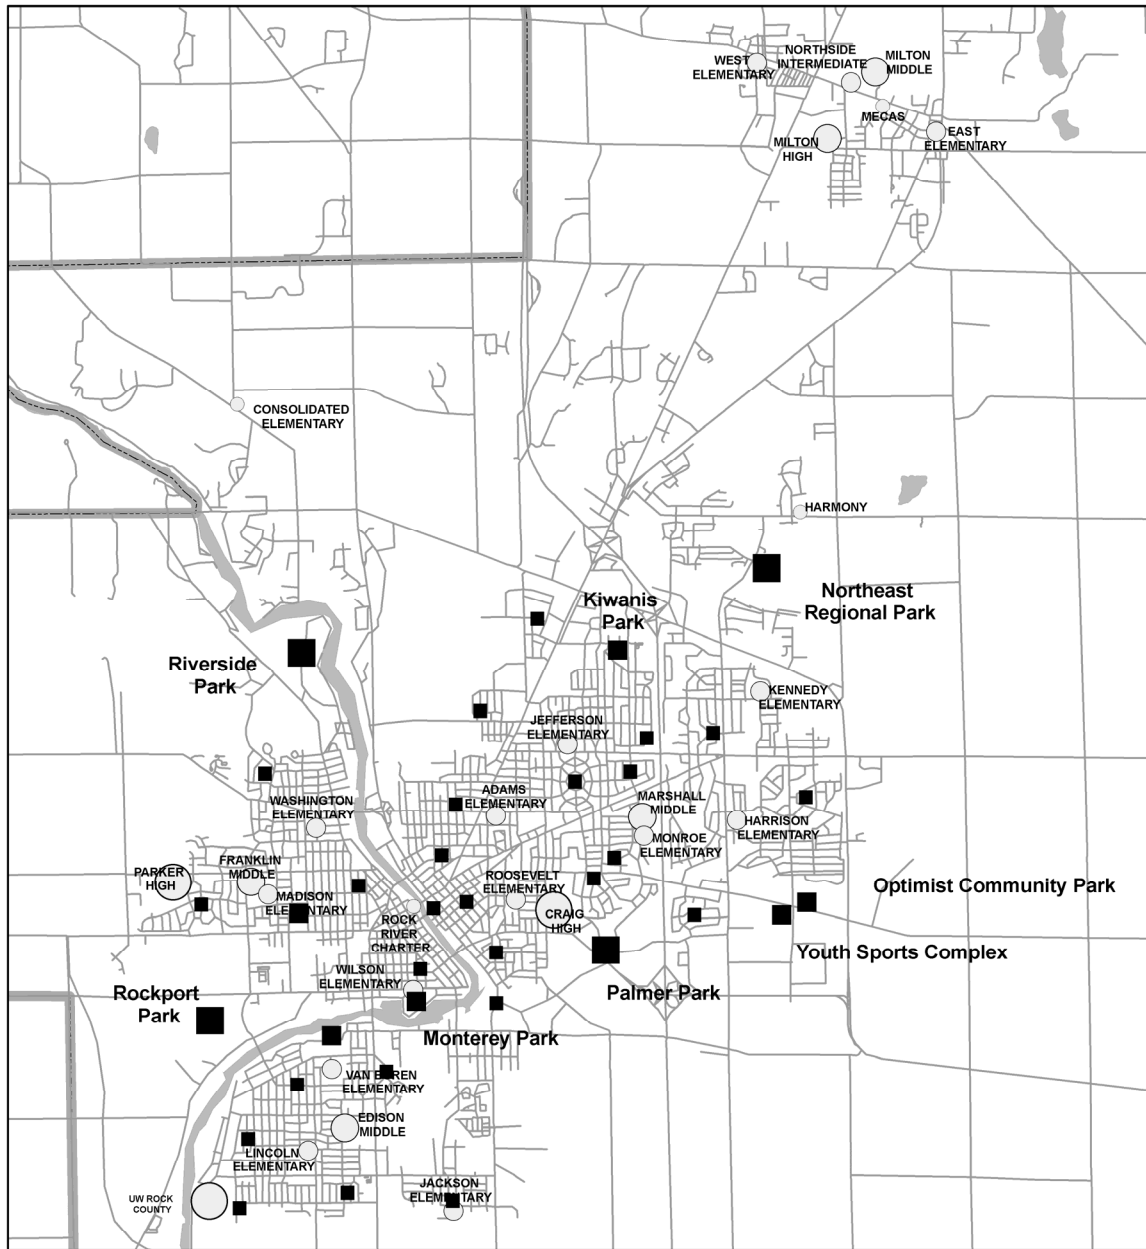 NORTHSIDE
INTERMEDIATE
WEST
ELEMENTARY
MILTON
MIDDLE
MECAS
EAST
ELEMENTARY
MILTON
HIGH
CONSOLIDATED
ELEMENTARY
HARMONY
Northeast
Regional Park
Kiwanis
Park
Riverside
Park
KENNEDY
ELEMENTARY
JEFFERSON
ELEMENTARY
ADAMS
ELEMENTARY
WASHINGTON
ELEMENTARY
MARSHALL
MIDDLE
MONROE
ELEMENTARY
HARRISON
ELEMENTARY
PARKER
HIGH
FRANKLIN
MIDDLE
MADISON
ELEMENTARY
ROOSEVELT
ELEMENTARY
CRAIG
HIGH
ROCK
RIVER
CHARTER
Optimist Community Park
Youth Sports Complex
WILSON
ELEMENTARY
Rockport
Park
Palmer Park
Monterey Park
VAN BUREN
ELEMENTARY
EDISON
MIDDLE
LINCOLN
ELEMENTARY
JACKSON
ELEMENTARY
UW ROCK
COUNTY